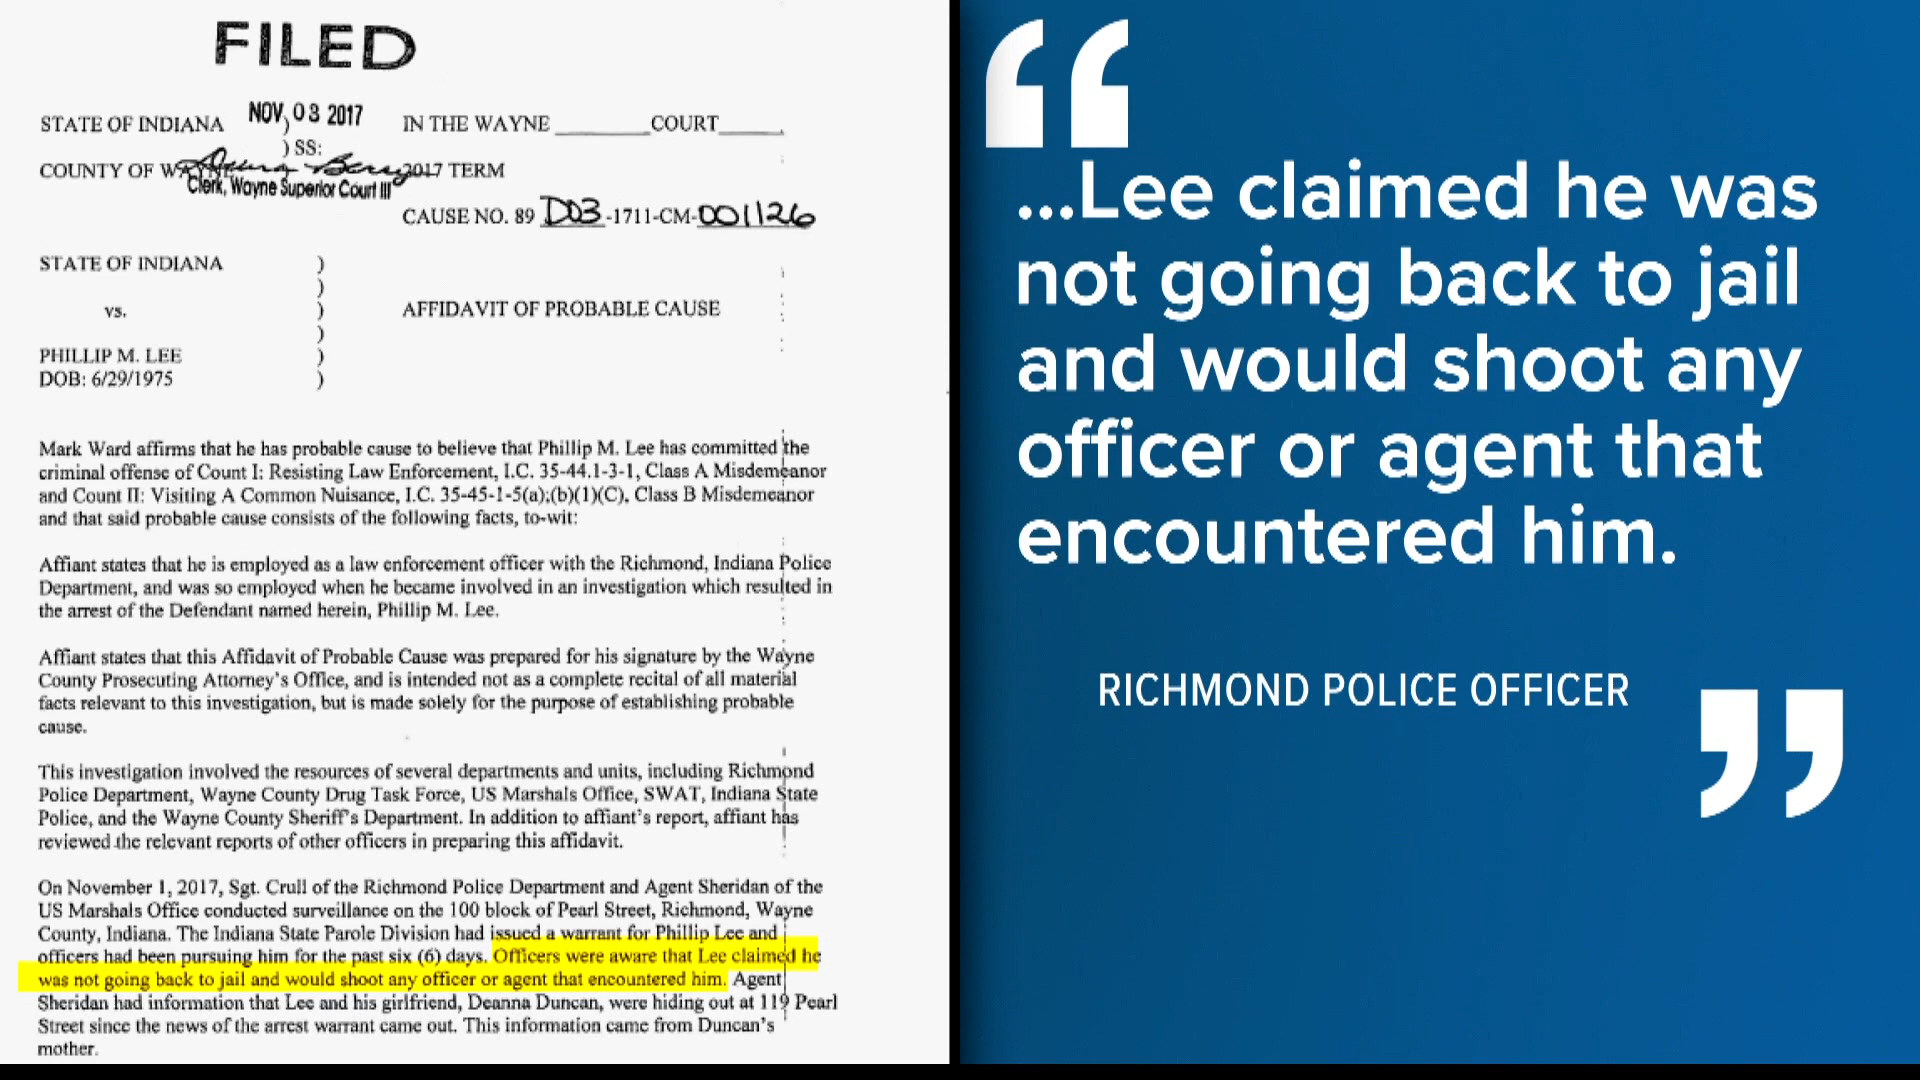 FILED
NOV 03 2017
STATE OF INDIANA ) IN THE WAYNE ________ COURT______
) SS:
COUNTY OF WAYNE 2017 TERM
Clerk, Wayne Superior Court III
CAUSE NO. 89 D03-1711-CM-001126
STATE OF INDIANA )
)
vs. ) AFFIDAVIT OF PROBABLE CAUSE
)
PHILLIP M. LEE )
DOB: 6/29/1975 )
Mark Ward affirms that he has probable cause to believe that Phillip M. Lee has committed the
criminal offense of Count I: Resisting Law Enforcement, I.C. 35-44.1-3-1, Class A Misdemeanor
and Count II: Visiting A Common Nuisance, I.C. 35-45-1-5(a);(b)(1)(C), Class B Misdemeanor
and that said probable cause consists of the following facts, to-wit:
Affiant states that he is employed as a law enforcement officer with the Richmond, Indiana Police
Department, and was so employed when he became involved in an investigation which resulted in
the arrest of the Defendant named herein, Phillip M. Lee.
Affiant states that this Affidavit of Probable Cause was prepared for his signature by the Wayne
County Prosecuting Attorney's Office, and is intended not as a complete recital of all material
facts relevant to this investigation, but is made solely for the purpose of establishing probable
cause.
This investigation involved the resources of several departments and units, including Richmond
Police Department, Wayne County Drug Task Force, US Marshals Office, SWAT, Indiana State
Police, and the Wayne County Sheriff's Department. In addition to affiant's report, affiant has
reviewed the relevant reports of other officers in preparing this affidavit.
On November 1, 2017, Sgt. Crull of the Richmond Police Department and Agent Sheridan of the
US Marshals Office conducted surveillance on the 100 block of Pearl Street, Richmond, Wayne
County, Indiana. The Indiana State Parole Division had issued a warrant for Phillip Lee and
officers had been pursuing him for the past six (6) days. Officers were aware that Lee claimed he
was not going back to jail and would shoot any officer or agent that encountered him. Agent
Sheridan had information that Lee and his girlfriend, Deanna Duncan, were hiding out at 119 Pearl
Street since the news of the arrest warrant came out. This information came from Duncan's
mother.
“
...Lee claimed he was
not going back to jail
and would shoot any
officer or agent that
encountered him.
RICHMOND POLICE OFFICER
”